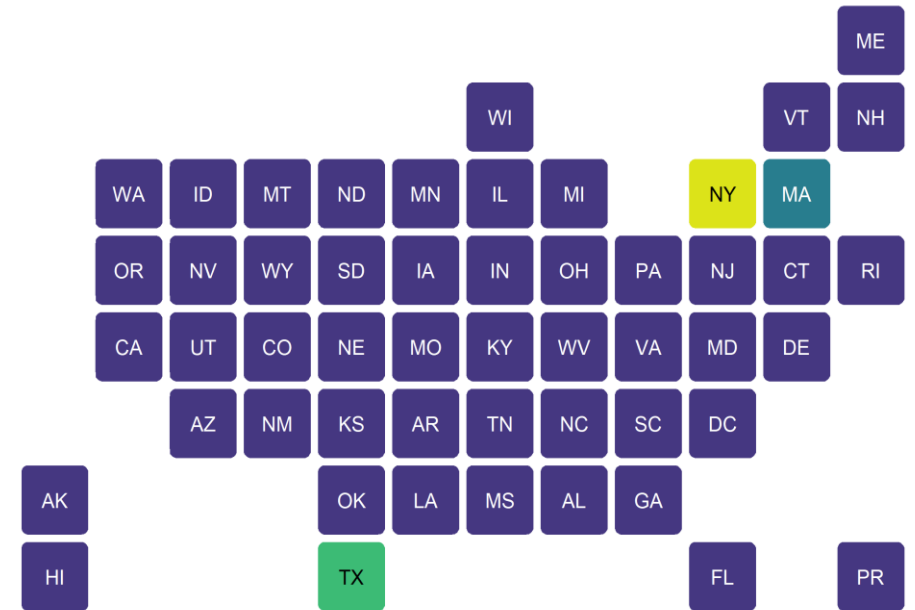 ME
WI VT NH
WA ID MT ND MN IL MI NY MA
OR NV WY SD IA IN OH PA NJ CT RI
CA UT CO NE MO KY WV VA MD DE
AZ NM KS AR TN NC SC DC
AK OK LA MS AL GA
HI TX FL PR